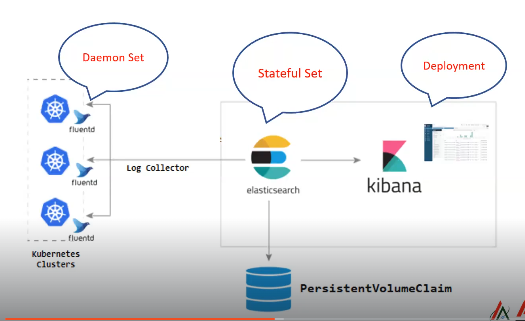 Daemon Set
Stateful Set
Deployment
fluentd
fluentd
fluentd
Log Collector
elasticsearch
kibana
Kubernetes
Clusters
PersistentVolumeClaim